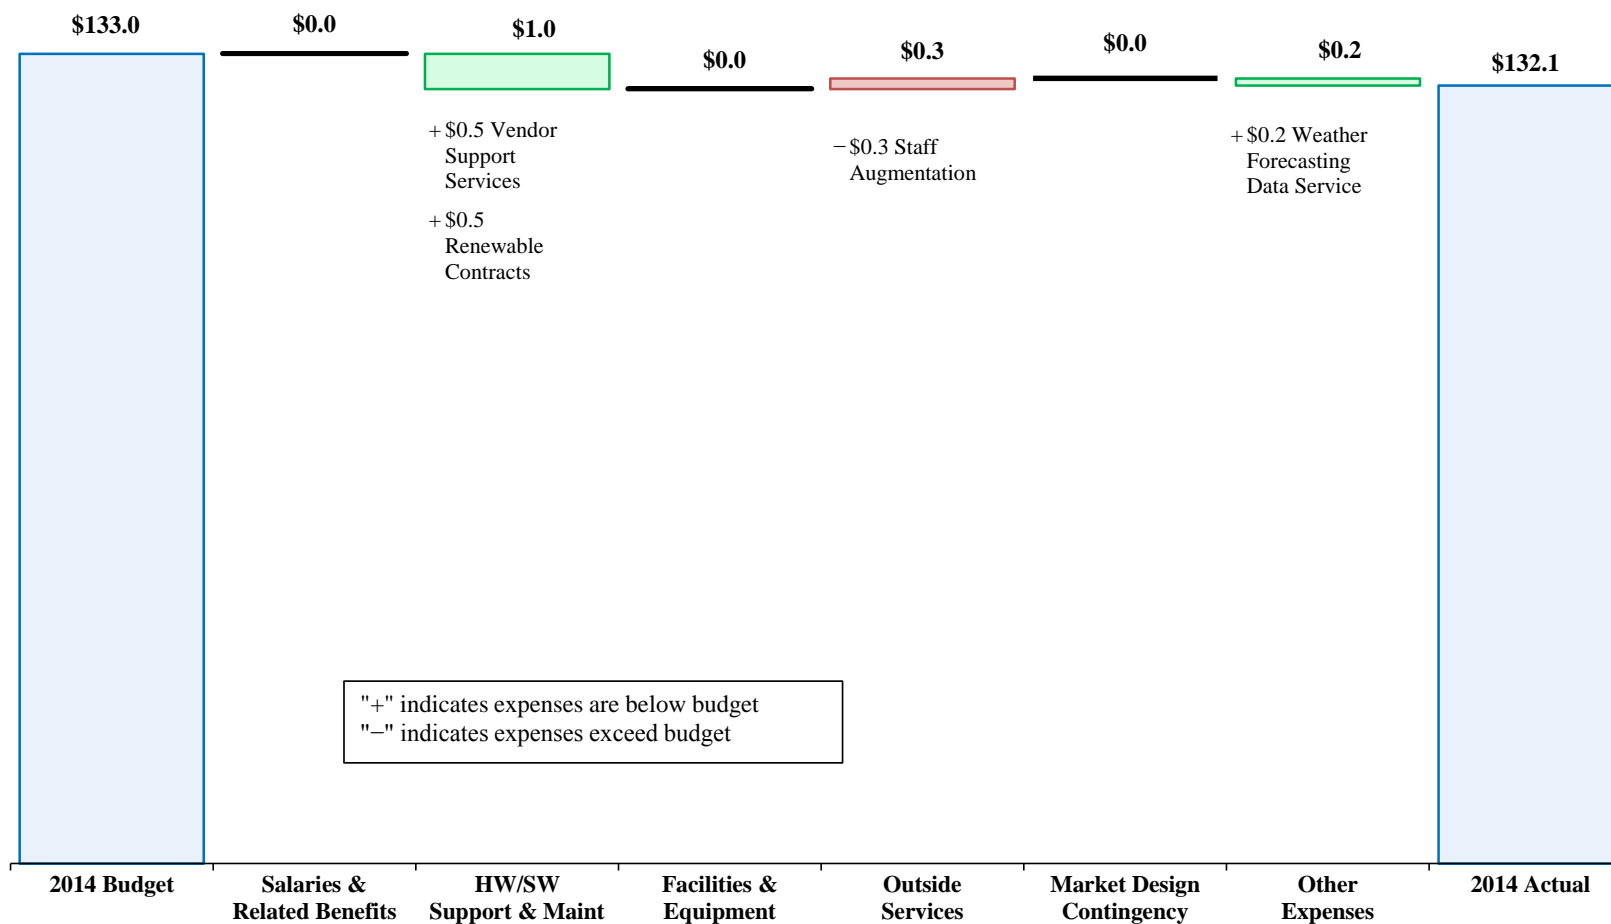 $133.0
$0.0
$1.0
$0.0
$0.3
$0.0
$0.2
$132.1
+ $0.5 Vendor
Support
Services
+ $0.5
Renewable
Contracts
− $0.3 Staff
Augmentation
+ $0.2 Weather
Forecasting
Data Service
"+" indicates expenses are below budget
"−" indicates expenses exceed budget
2014 Budget
Salaries &
Related Benefits
HW/SW
Support & Maint
Facilities &
Equipment
Outside
Services
Market Design
Contingency
Other
Expenses
2014 Actual